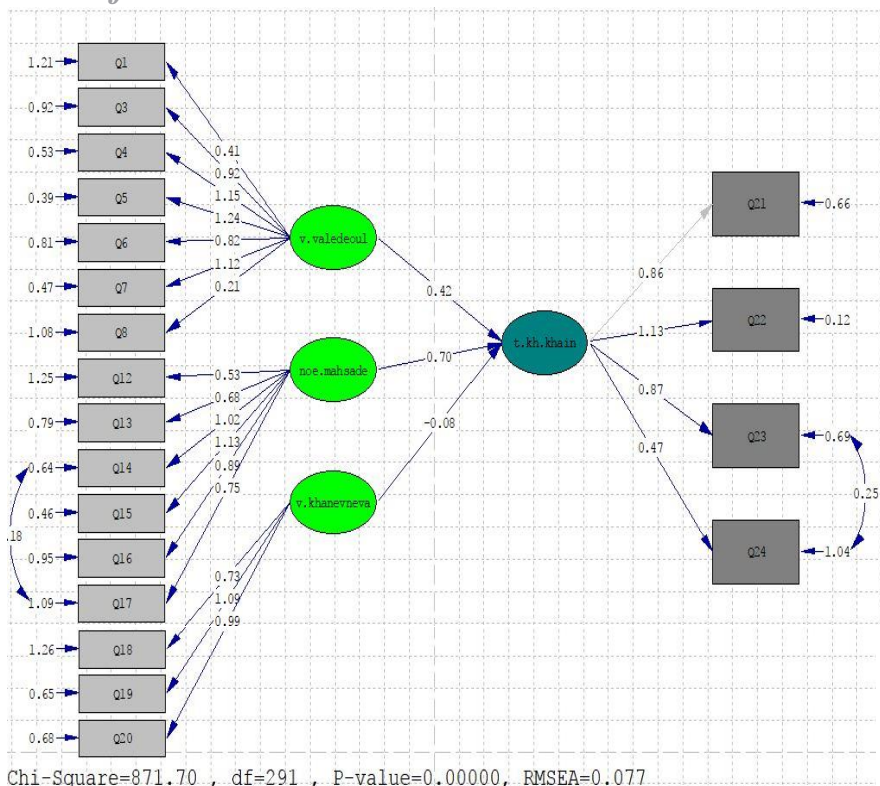 1.21 Q1
0.92 Q3
0.53 Q4
0.39 Q5
0.81 Q6
0.47 Q7
1.08 Q8
1.25 Q12
0.79 Q13
0.64 Q14
0.46 Q15
0.95 Q16
1.09 Q17
1.26 Q18
0.65 Q19
0.68 Q20
.18
0.41
0.92
1.15
1.24
0.82
1.12
0.21
0.53
0.68
1.02
1.13
0.89
0.75
0.73
1.09
0.99
v.valedeoul
noe.mahsade
v.khanevneva
0.42
0.70
-0.08
t.kh.khain
0.86
1.13
0.87
0.47
Q21 0.66
Q22 0.12
Q23 0.69
Q24 1.04
0.25
Chi-Square=871.70 , df=291 , P-value=0.00000, RMSEA=0.077